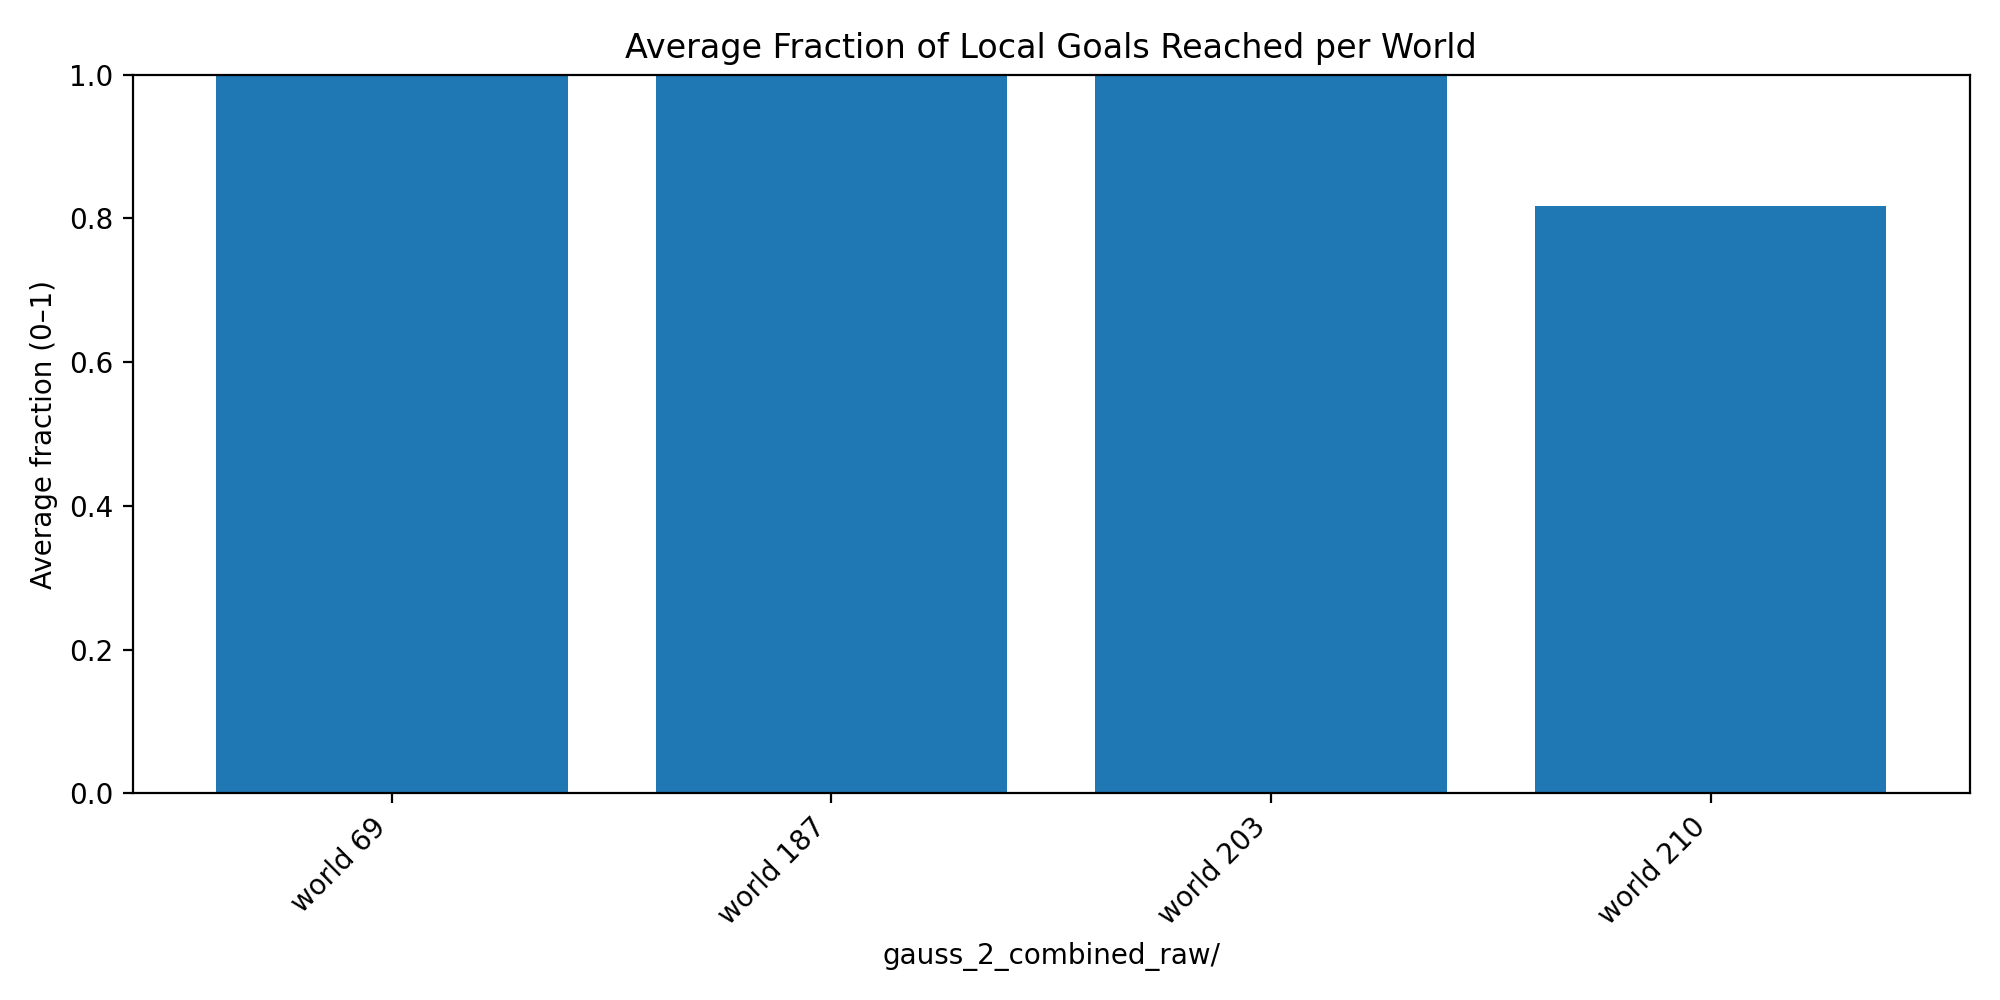 Average Fraction of Local Goals Reached per World
Average fraction (0–1)
1.0
0.8
0.6
0.4
0.2
0.0
world 69
world 187
world 203
world 210
gauss_2_combined_raw/